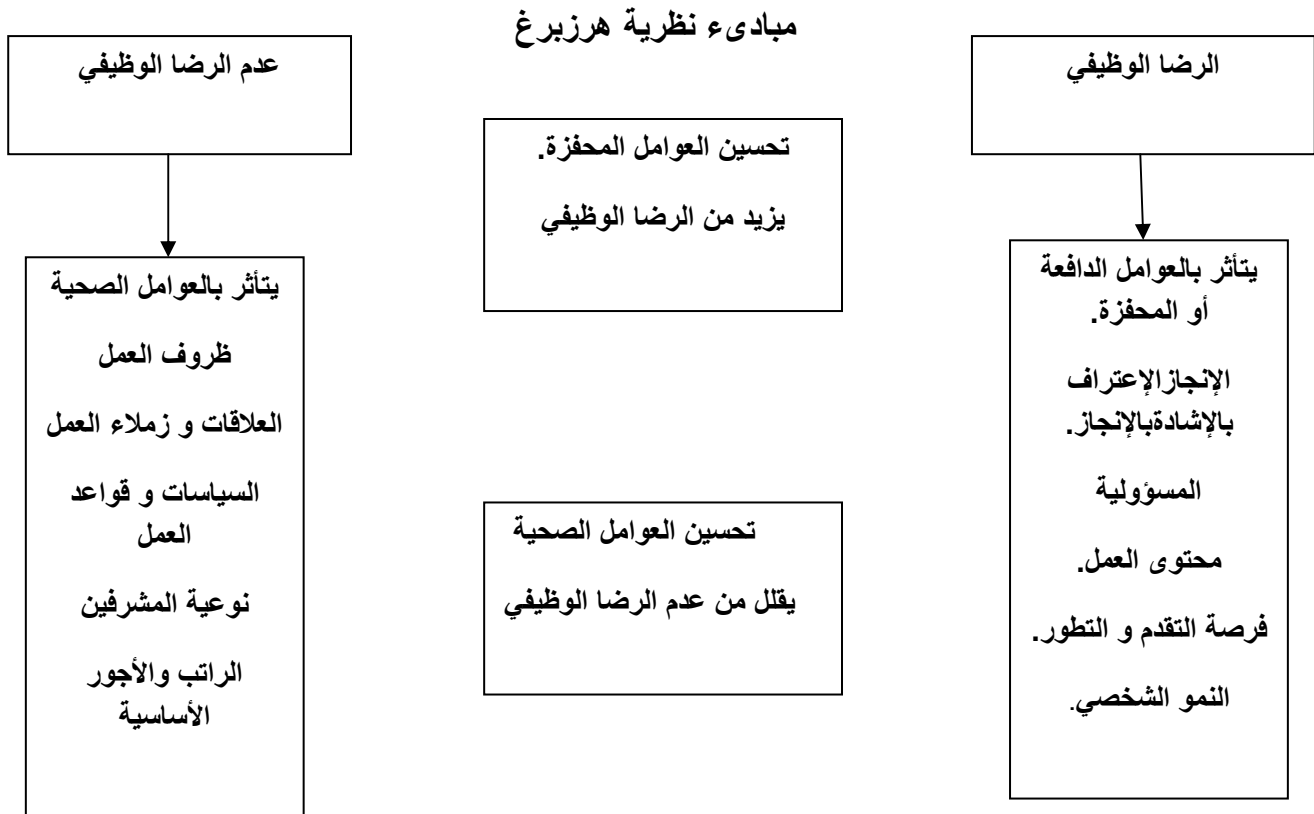 مبادىء نظرية هرزبرغ
الرضا الوظيفي
يتأثر بالعوامل الدافعة
أو المحفزة.
الإنجازالإعتراف
بالإشادةبالإنجاز.
المسؤولية
محتوى العمل.
فرصة التقدم و التطور.
النمو الشخصي.
تحسين العوامل المحفزة.
يزيد من الرضا الوظيفي
تحسين العوامل الصحية
يقلل من عدم الرضا الوظيفي
عدم الرضا الوظيفي
يتأثر بالعوامل الصحية
ظروف العمل
العلاقات و زملاء العمل
السياسات و قواعد
العمل
نوعية المشرفين
الراتب والأجور
الأساسية